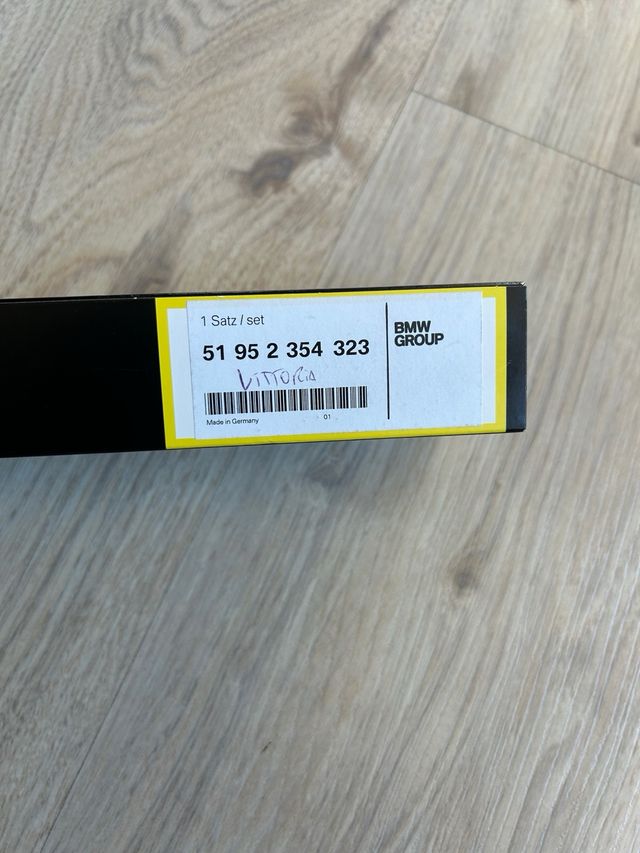 1 Satz / set
51 95 2 354 323
VITTORIA
Made in Germany
01
BMW
GROUP